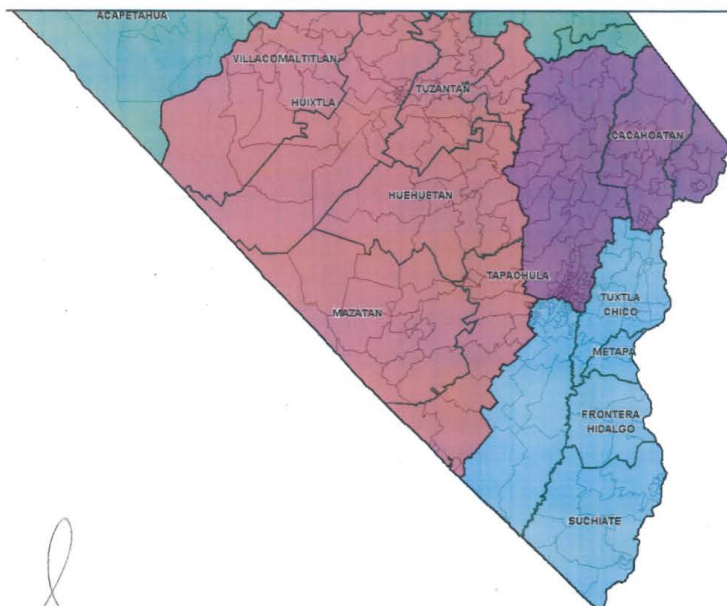 ACAPETAHUA
VILLACOMALTITLAN
HUIXTLA
TUZANTAN
CACAHOATAN
HUEHUETAN
TAPACHULA
MAZATAN
TUXTLA
CHICO
METAPA
FRONTERA
HIDALGO
SUCHIATE